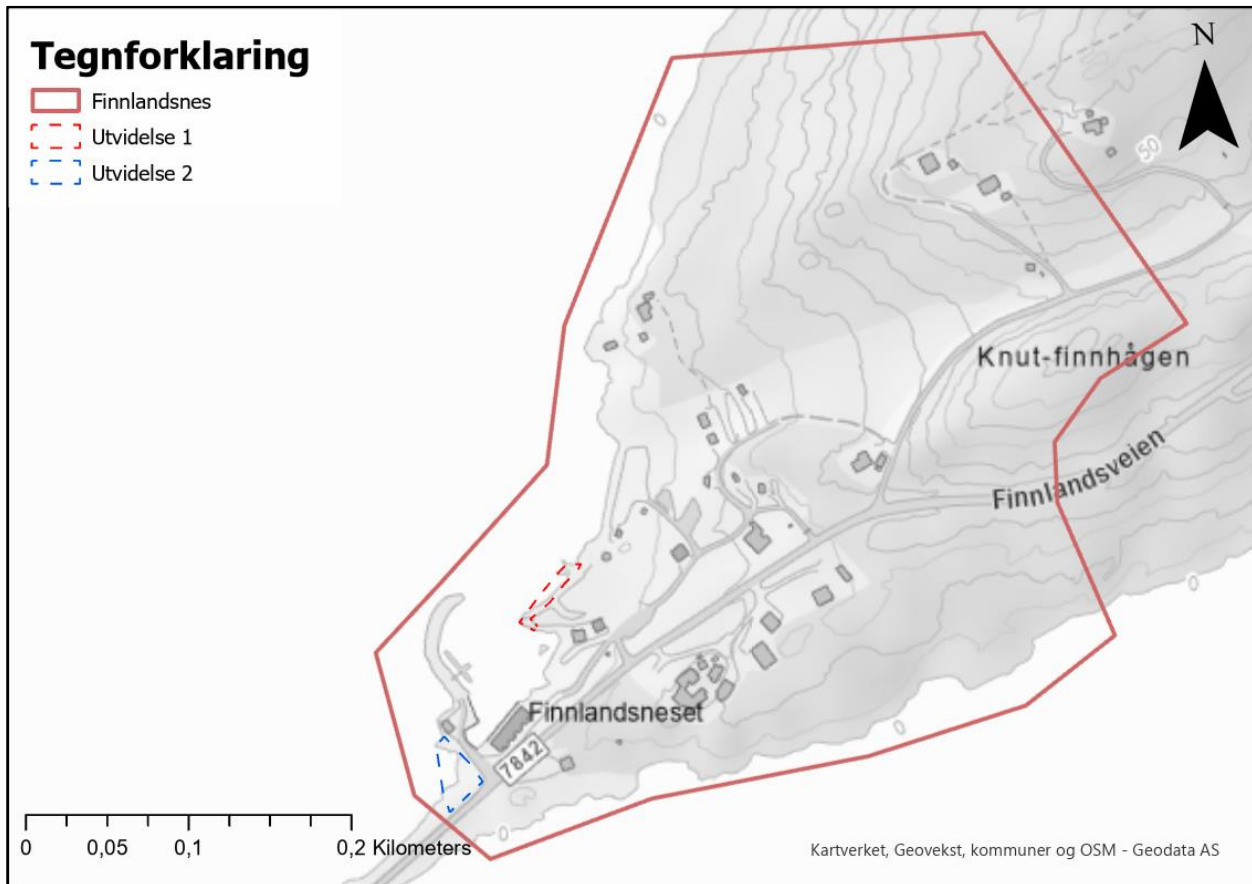 Tegnforklaring
Finnlandsnes
Utvidelse 1
Utvidelse 2
N
0
50
Knut-finnhågen
Finnlandsveien
0
Finnlandsneset
0
7842
0
0 0,05 0,1 0,2 Kilometers
Kartverket, Geovekst, kommuner og OSM - Geodata AS